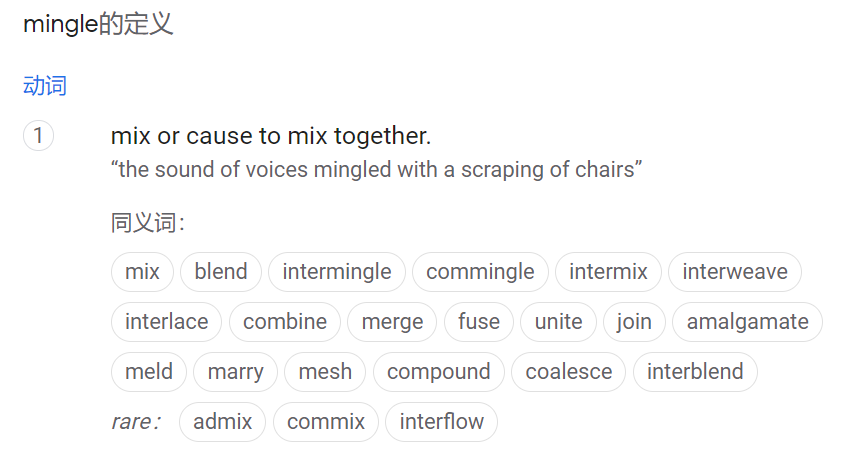 mingle的定义
动词
1 mix or cause to mix together.
“the sound of voices mingled with a scraping of chairs”
同义词：
mix blend intermingle commingle intermix interweave
interlace combine merge fuse unite join amalgamate
meld marry mesh compound coalesce interblend
rare： admix commix interflow